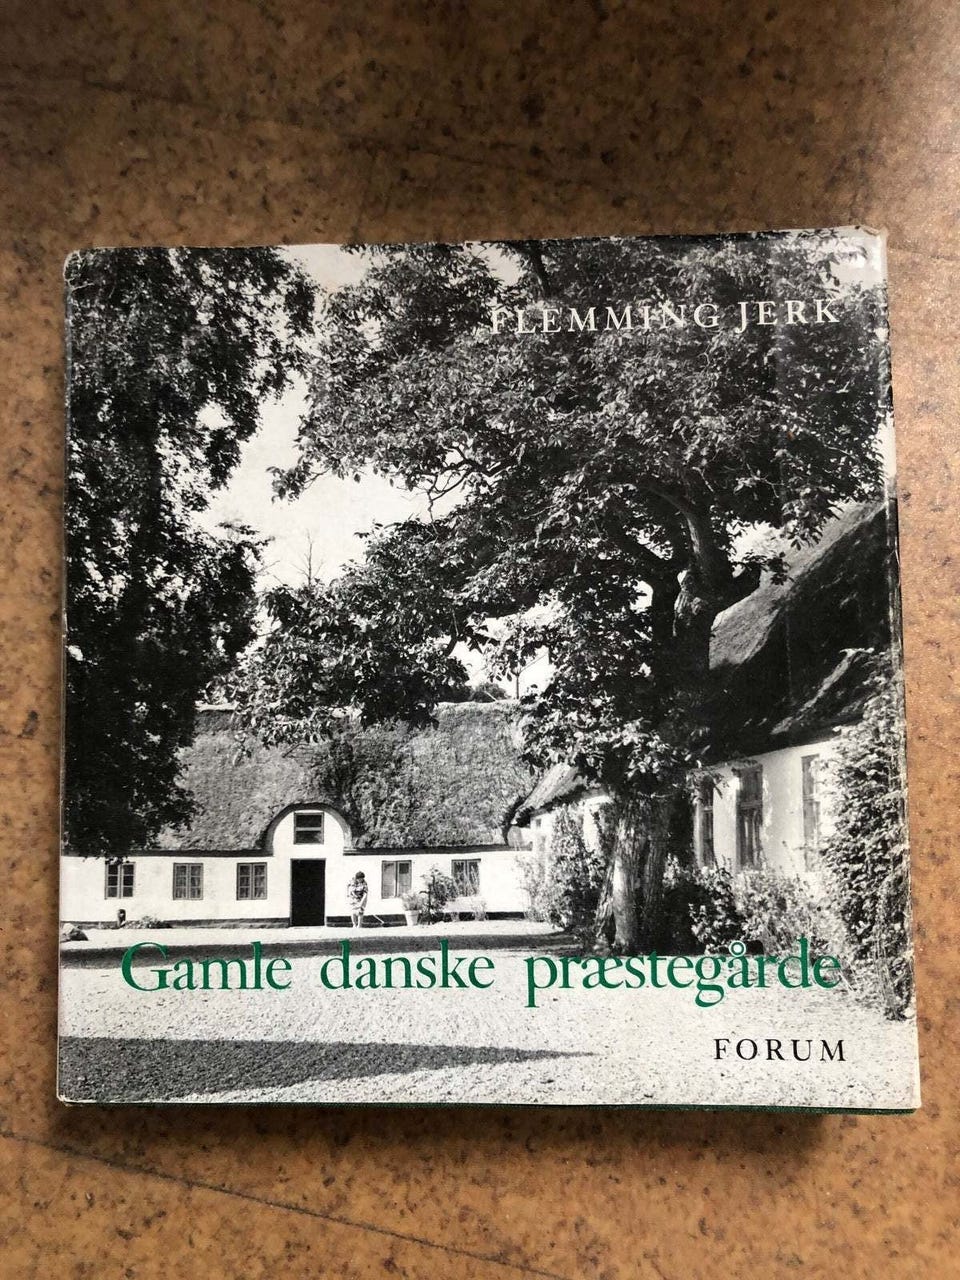 FLEMMING JERK
Gamle danske præstegårde
FORUM